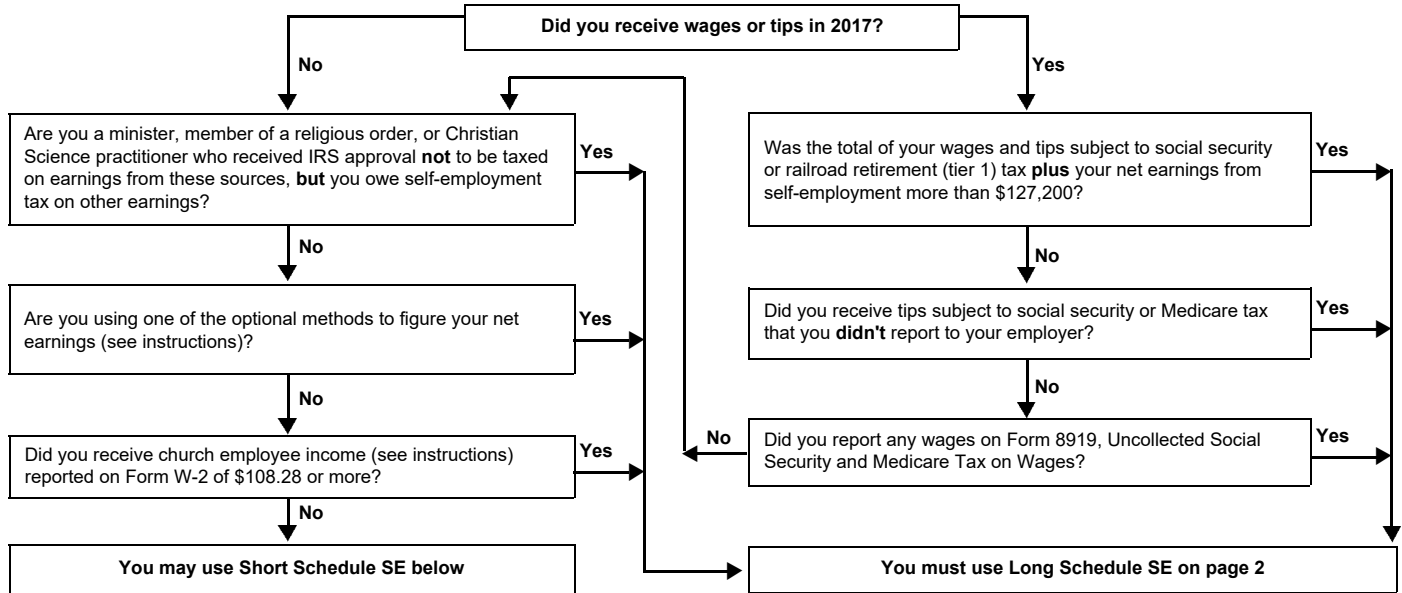 Did you receive wages or tips in 2017?
No
Yes
Are you a minister, member of a religious order, or Christian
Science practitioner who received IRS approval not to be taxed
on earnings from these sources, but you owe self-employment
tax on other earnings?
Yes
No
Are you using one of the optional methods to figure your net
earnings (see instructions)?
Yes
No
Did you receive church employee income (see instructions)
reported on Form W-2 of $108.28 or more?
Yes
No
You may use Short Schedule SE below
Was the total of your wages and tips subject to social security
or railroad retirement (tier 1) tax plus your net earnings from
self-employment more than $127,200?
Yes
No
Did you receive tips subject to social security or Medicare tax
that you didn't report to your employer?
Yes
No
Did you report any wages on Form 8919, Uncollected Social
Security and Medicare Tax on Wages?
Yes
No
You must use Long Schedule SE on page 2